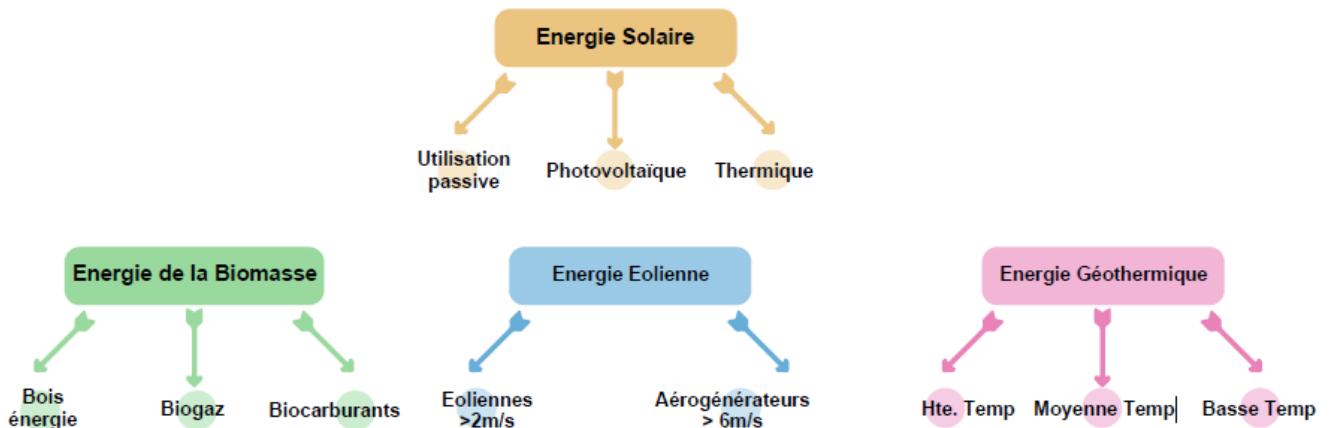 Energie Solaire
Utilisation
passive
Photovoltaïque
Thermique
Energie de la Biomasse
Energie Eolienne
Energie Géothermique
Bois
énergie
Biogaz
Biocarburants
Eoliennes
>2m/s
Aérogénérateurs
> 6m/s
Hte. Temp
Moyenne Temp
Basse Temp